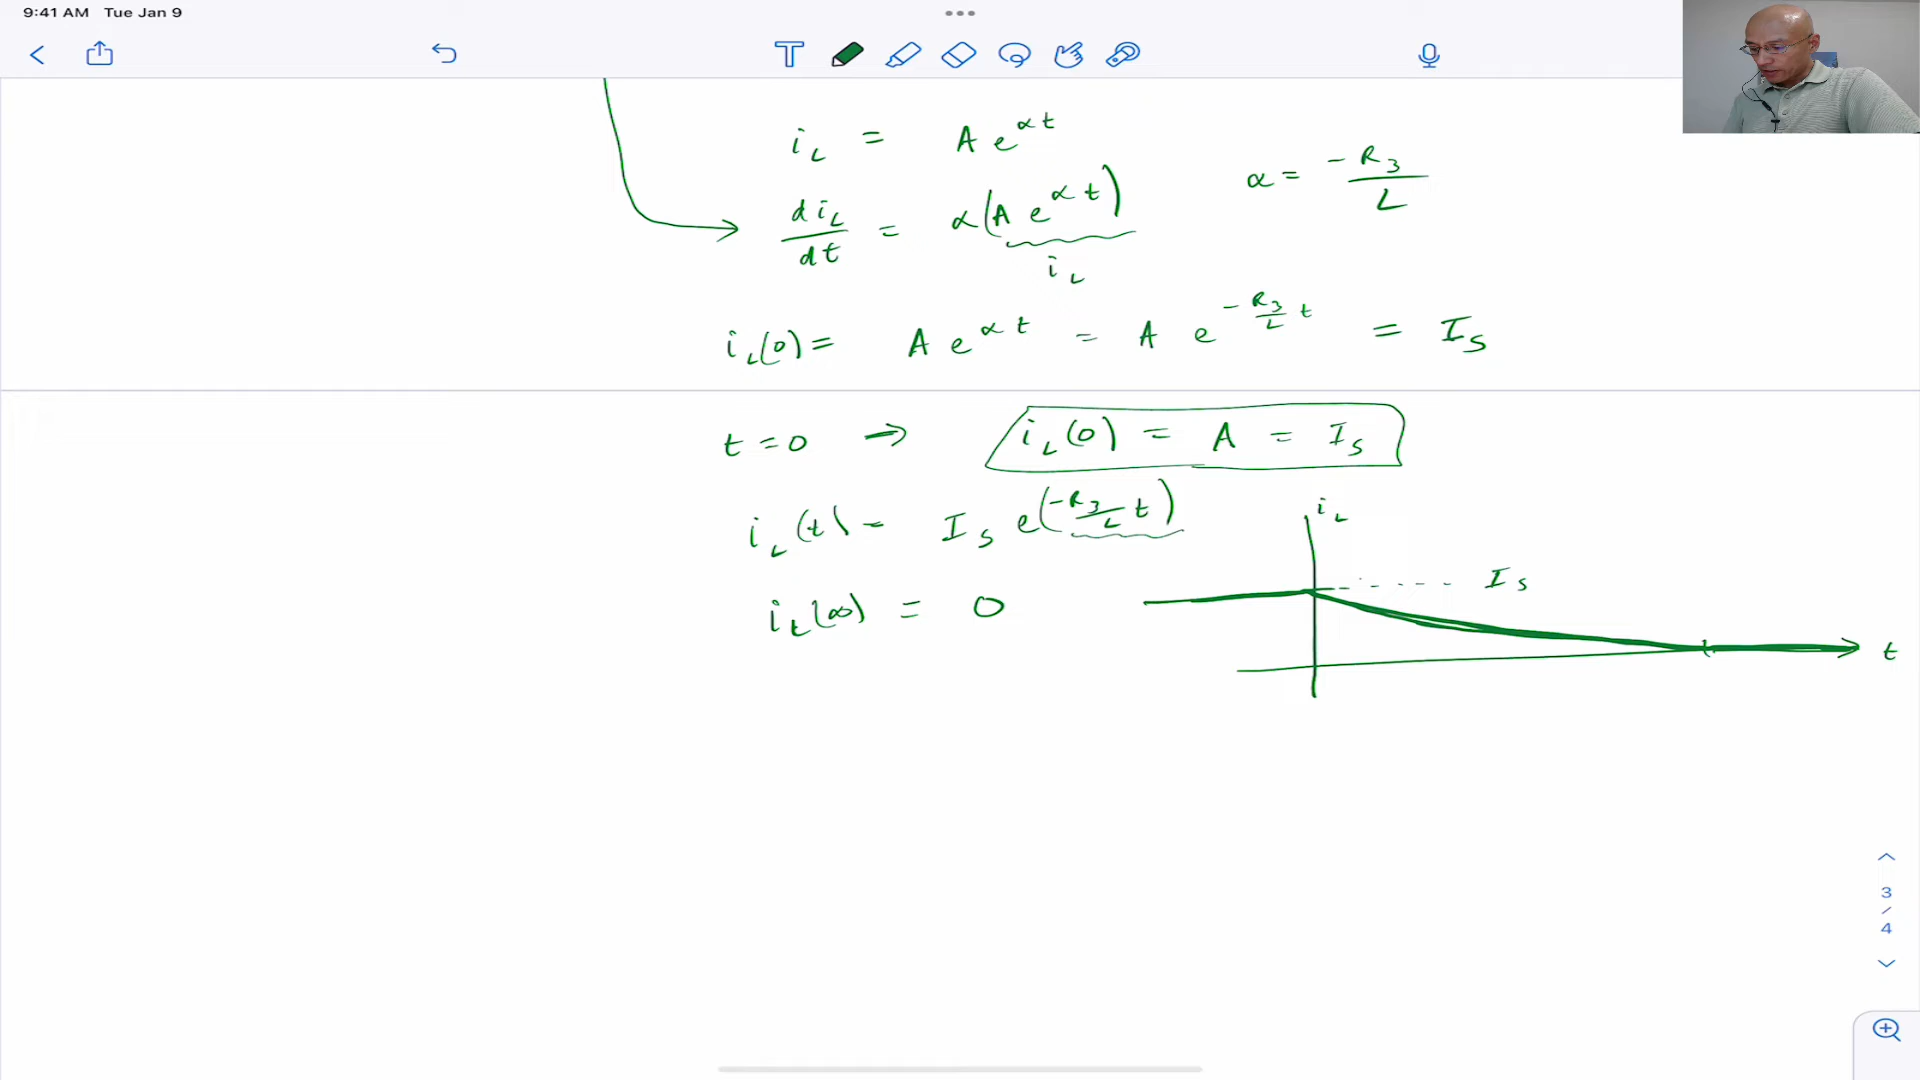 9:41 AM Tue Jan 9
i_L = A e^{αt}
α = -R_3/L
di_L/dt = α(A e^{αt})
i_L
i_L(0) = A e^{αt} = A e^{-R_3/L t} = I_S
t = 0 → i_L(0) = A = I_S
i_L(t) = I_S e^{(-R_3/L t)}
i_L
I_S
i_L(∞) = 0
t
3
/
4